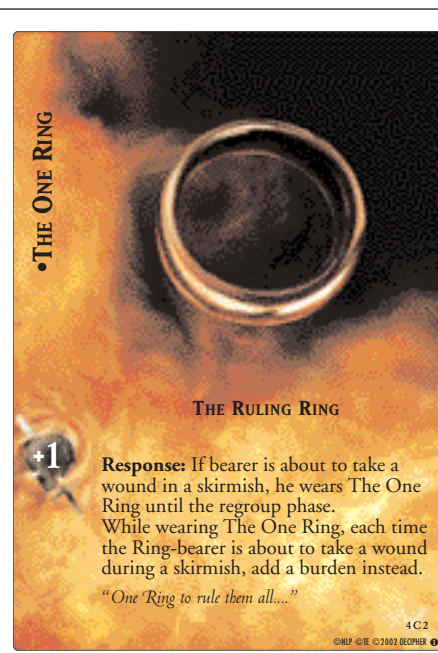 •THE ONE RING
THE RULING RING
+1
Response: If bearer is about to take a
wound in a skirmish, he wears The One
Ring until the regroup phase.
While wearing The One Ring, each time
the Ring-bearer is about to take a wound
during a skirmish, add a burden instead.
“One Ring to rule them all....”
4C2
©NLP ©TE ©2002 DECIPHER